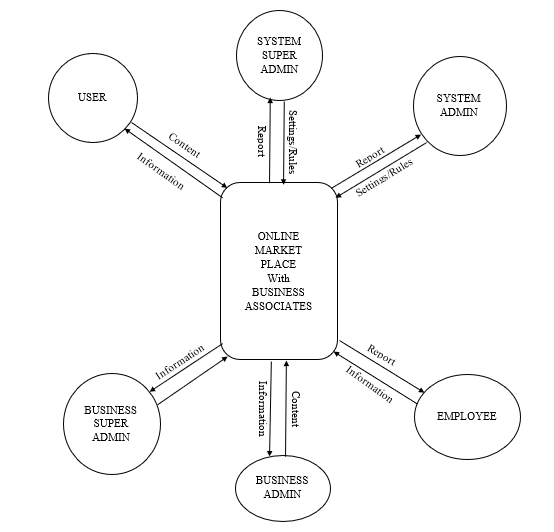 SYSTEM
SUPER
ADMIN
USER
SYSTEM
ADMIN
Content
Information
Report
Settings/Rules
Report
Settings/Rules
ONLINE
MARKET
PLACE
With
BUSINESS
ASSOCIATES
Information
Information
Content
Report
Information
BUSINESS
SUPER
ADMIN
EMPLOYEE
BUSINESS
ADMIN